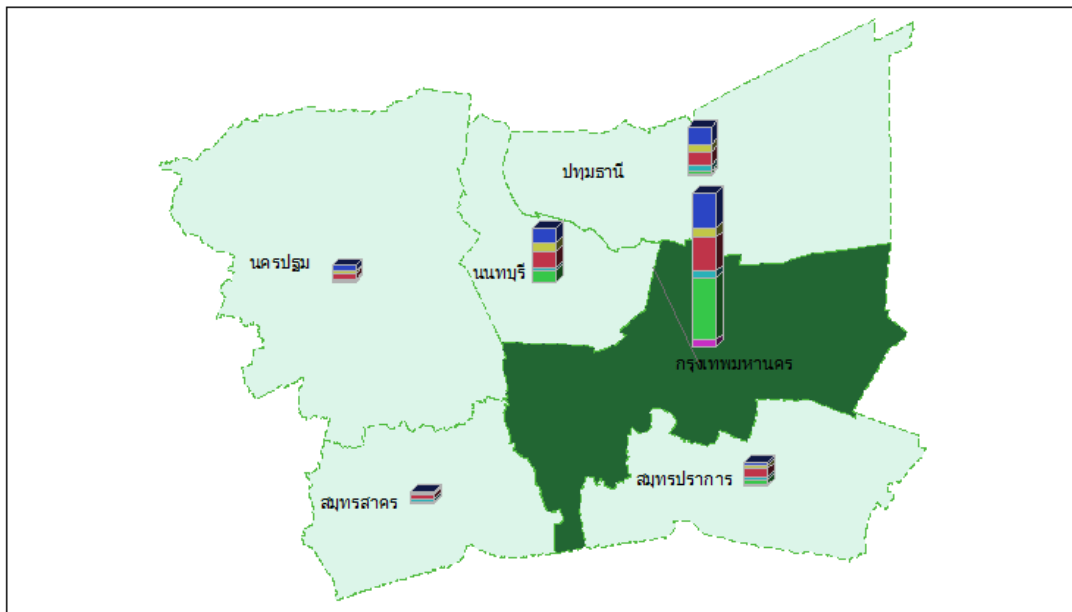 ปทุมธานี
นครปฐม
นนทบุรี
กรุงเทพมหานคร
สมุทรปราการ
สมุทรสาคร